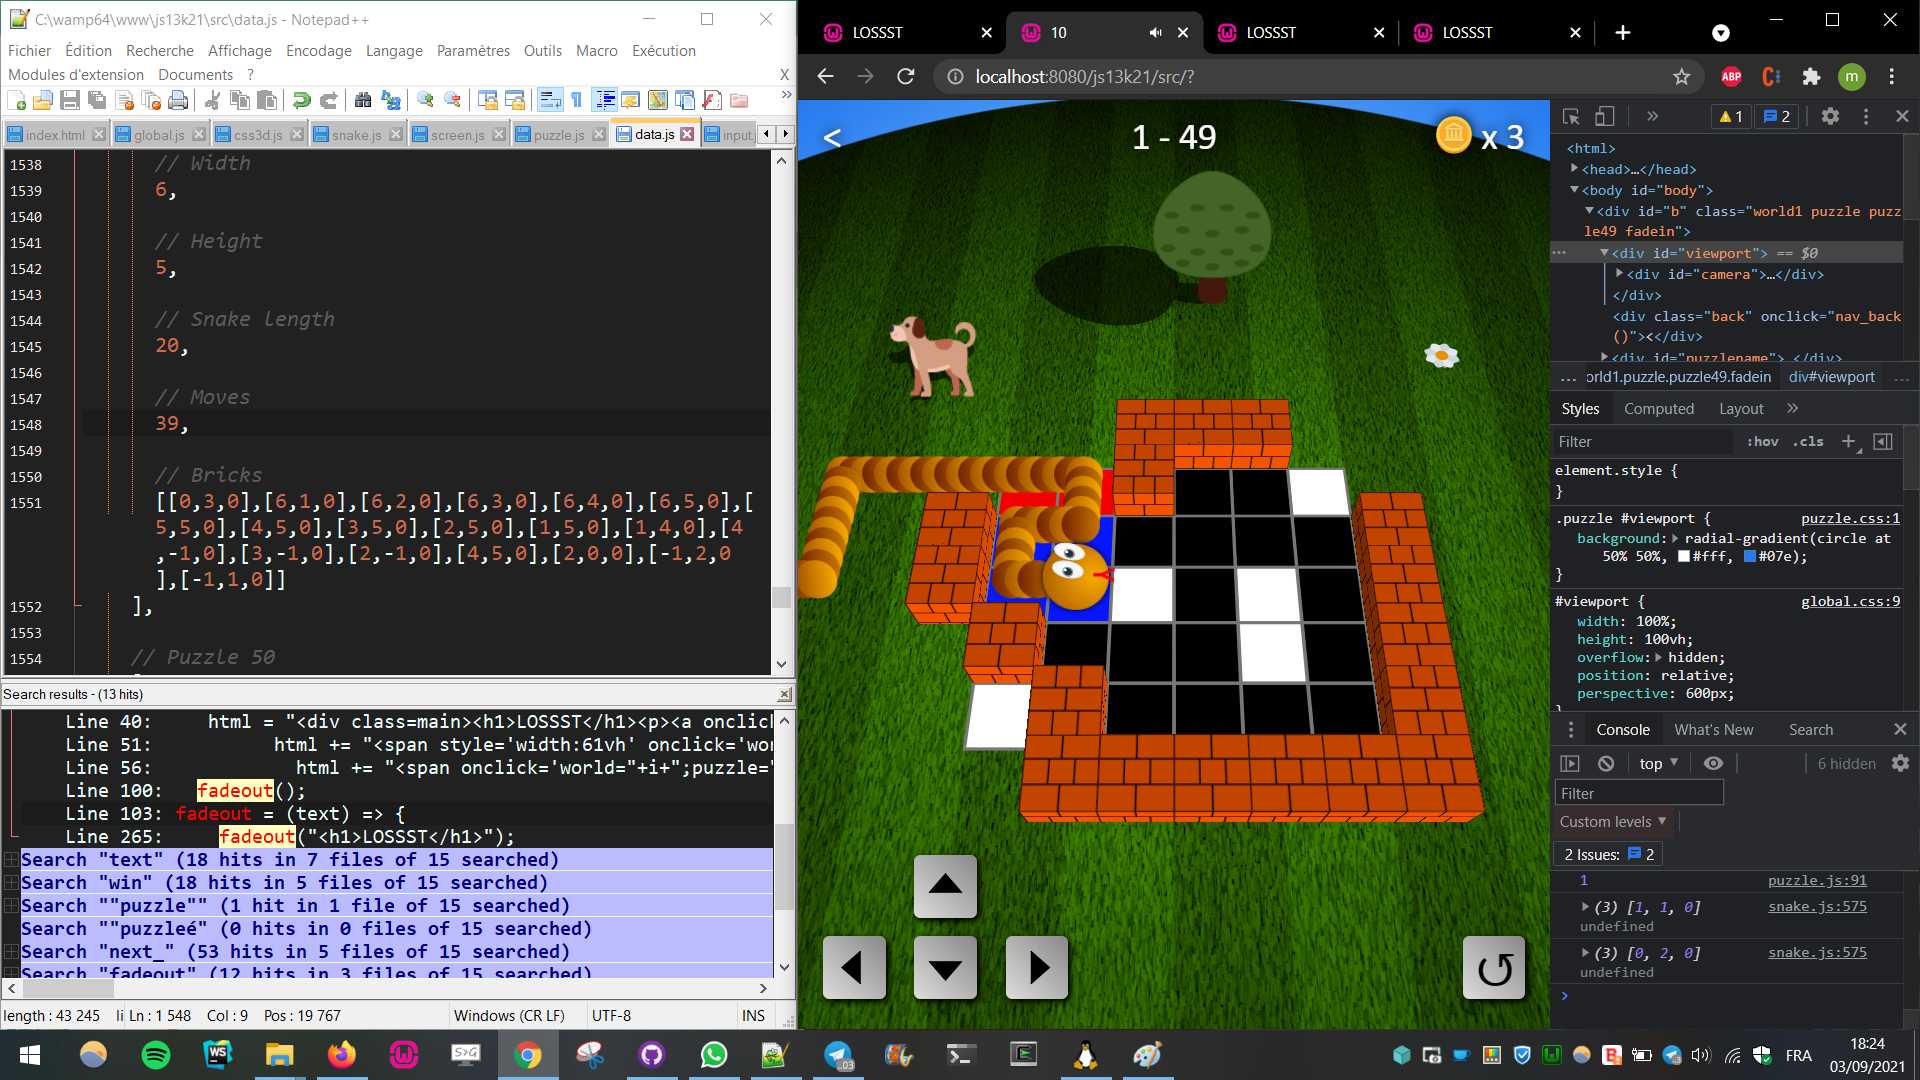 C:\wamp64\www\js13k21\src\data.js - Notepad++
Fichier Édition Recherche Affichage Encodage Langage Paramètres Outils Macro Exécution
Modules d'extension Documents ? X
index.html global.js css3d.js snake.js screen.js puzzle.js data.js input.
1538 // Width
1539 6,
1540
1541 // Height
1542 5,
1543
1544 // Snake length
1545 20,
1546
1547 // Moves
1548 39,
1549
1550 // Bricks
1551 [[0,3,0],[6,1,0],[6,2,0],[6,3,0],[6,4,0],[6,5,0],[
5,5,0],[4,5,0],[3,5,0],[2,5,0],[1,5,0],[1,4,0],[4
,-1,0],[3,-1,0],[2,-1,0],[4,5,0],[2,0,0],[-1,2,0
],[-1,1,0]]
1552 ],
1553
1554 // Puzzle 50
Search results - (13 hits)
Line 40: html = "<div class=main><h1>LOSSST</h1><p><a onclic
Line 51: html += "<span style='width:61vh' onclick='wo
Line 56: html += "<span onclick='world="+i+";puzzle='
Line 100: fadeout();
Line 103: fadeout = (text) => {
Line 265: fadeout("<h1>LOSSST</h1>");
Search "text" (18 hits in 7 files of 15 searched)
Search "win" (18 hits in 5 files of 15 searched)
Search ""puzzle"" (1 hit in 1 file of 15 searched)
Search ""puzzleé" (0 hits in 0 files of 15 searched)
Search "next_" (53 hits in 5 files of 15 searched)
Search "fadeout" (12 hits in 3 files of 15 searched)
length : 43 245 li Ln : 1 548 Col : 9 Pos : 19 767 Windows (CR LF) UTF-8 INS
LOSSST 10 LOSSST LOSSST
localhost:8080/js13k21/src/? ABP m
< 1 - 49 x 3
1 2
<html>
<head>…</head>
<body id="body">
<div id="b" class="world1 puzzle puzz
le49 fadein">
<div id="viewport"> == $0
<div id="camera">…</div>
</div>
<div class="back" onclick="nav_back
()"><</div>
<div id="puzzlename"> </div>
… orld1.puzzle.puzzle49.fadein div#viewport …
Styles Computed Layout
Filter :hov .cls
element.style {
}
.puzzle #viewport { puzzle.css:1
background: radial-gradient(circle at
50% 50%, #fff, #07e);
}
#viewport { global.css:9
width: 100%;
height: 100vh;
overflow: hidden;
position: relative;
perspective: 600px;
Console What's New Search
top 6 hidden
Filter
Custom levels
2 Issues: 2
1 puzzle.js:91
(3) [1, 1, 0] snake.js:575
undefined
(3) [0, 2, 0] snake.js:575
undefined
WS S>G FRA 18:24
03/09/2021